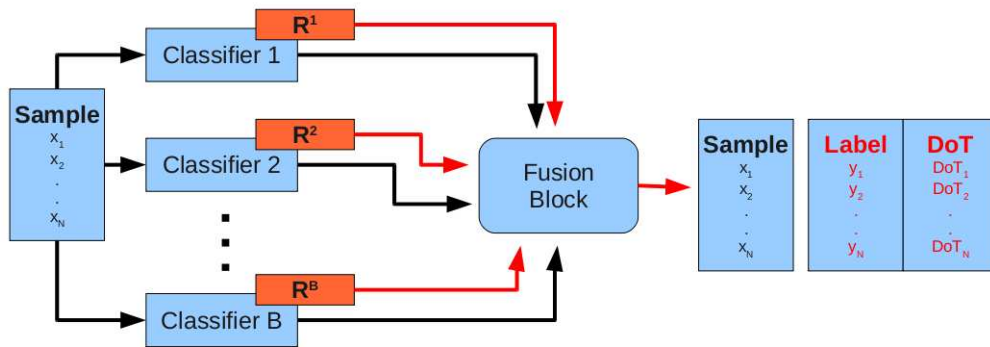 R¹
Classifier 1
Sample
x₁
x₂
.
.
x_N
R²
Classifier 2
R^B
Classifier B
Fusion
Block
Sample
x₁
x₂
.
.
x_N
Label
y₁
y₂
.
.
y_N
DoT
DoT₁
DoT₂
.
.
DoT_N